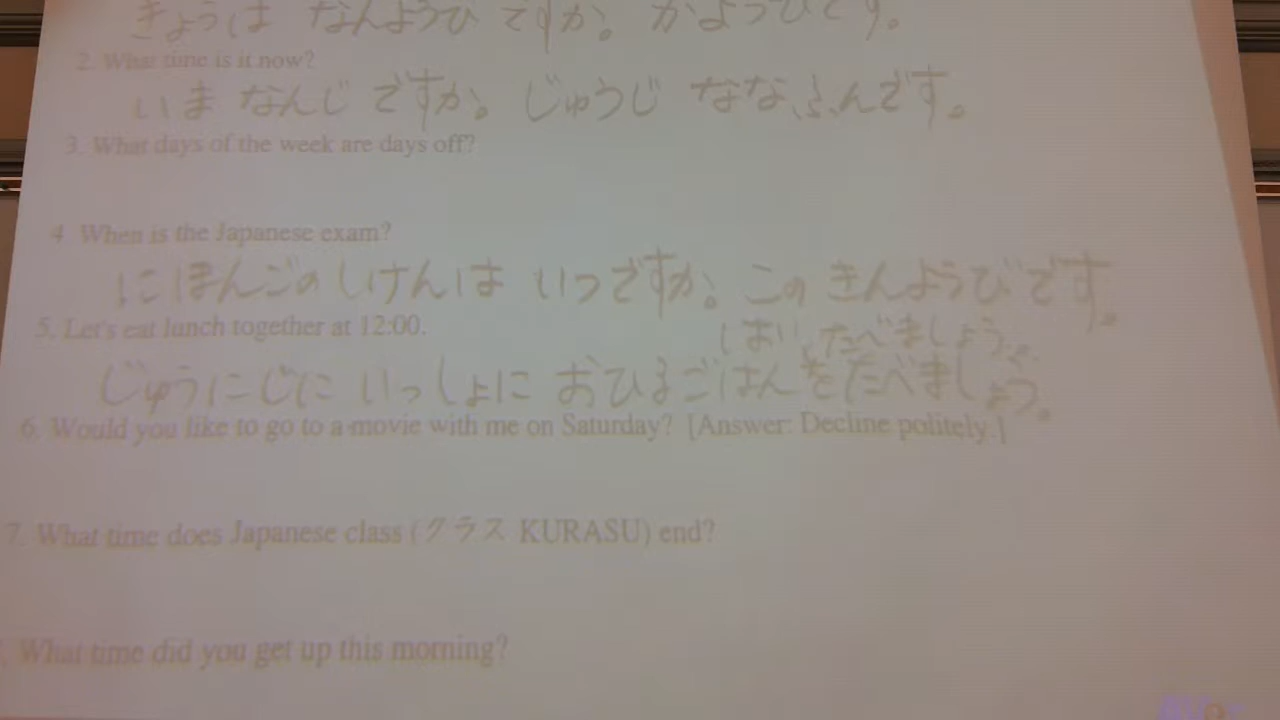 きょうは なんようび ですか。 かようびです。
2. What time is it now?
いま なんじ ですか。 じゅうじ ななふんです。
3. What days of the week are days off?
4. When is the Japanese exam?
にほんごのしけんは いつですか。 この きんようびです。
5. Let's eat lunch together at 12:00.
はい、たべましょう。
じゅうにじに いっしょに おひるごはんをたべましょう。
6. Would you like to go to a movie with me on Saturday? [Answer: Decline politely.]
7. What time does Japanese class (クラス KURASU) end?
What time did you get up this morning?